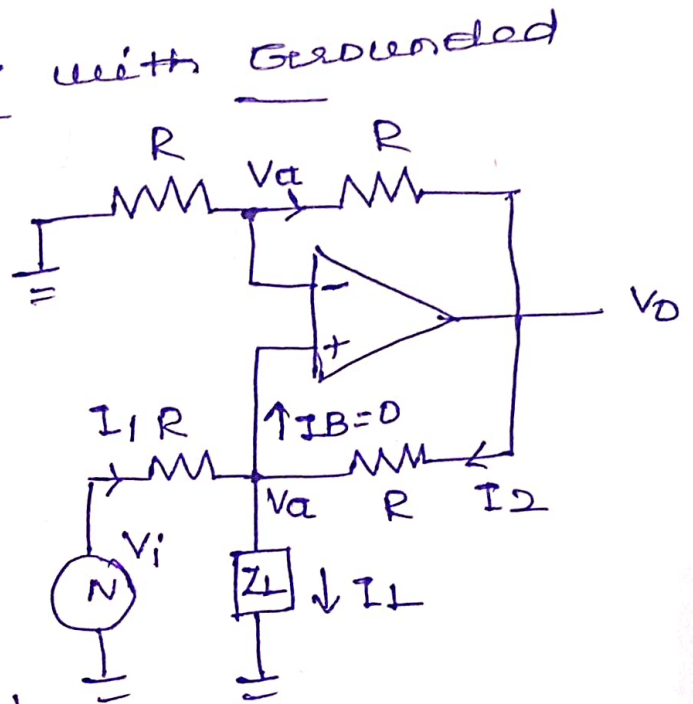 with Grounded
R
R
Va
−
+
Vo
I1 R
↑IB=0
Va
R
I2
Vi
N
ZL
↓ IL